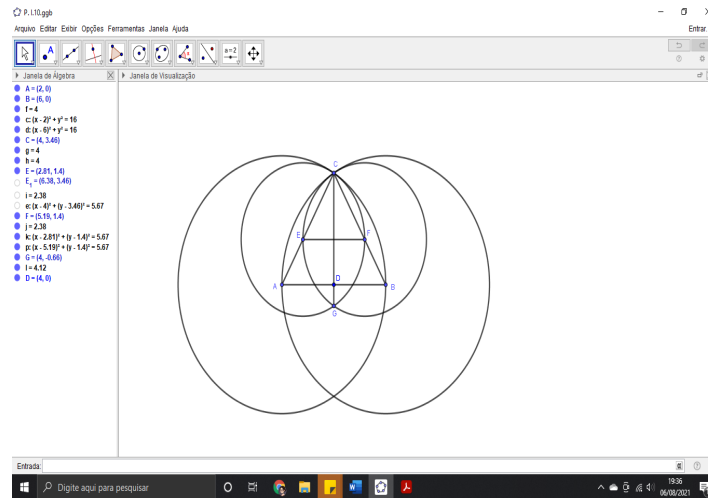 P. I.10.ggb
Arquivo Editar Exibir Opções Ferramentas Janela Ajuda
Entrar.
A
a = 2
Janela de Álgebra
Janela de Visualização
A = (2, 0)
B = (6, 0)
f = 4
c: (x - 2)² + y² = 16
d: (x - 6)² + y² = 16
C = (4, 3.46)
g = 4
h = 4
E = (2.81, 1.4)
E₁ = (6.38, 3.46)
i = 2.38
e: (x - 4)² + (y - 3.46)² = 5.67
F = (5.19, 1.4)
j = 2.38
k: (x - 2.81)² + (y - 1.4)² = 5.67
p: (x - 5.19)² + (y - 1.4)² = 5.67
G = (4, -0.66)
l = 4.12
D = (4, 0)
C
E
F
A
D
B
G
Entrada:
Digite aqui para pesquisar
19:36
06/08/2021